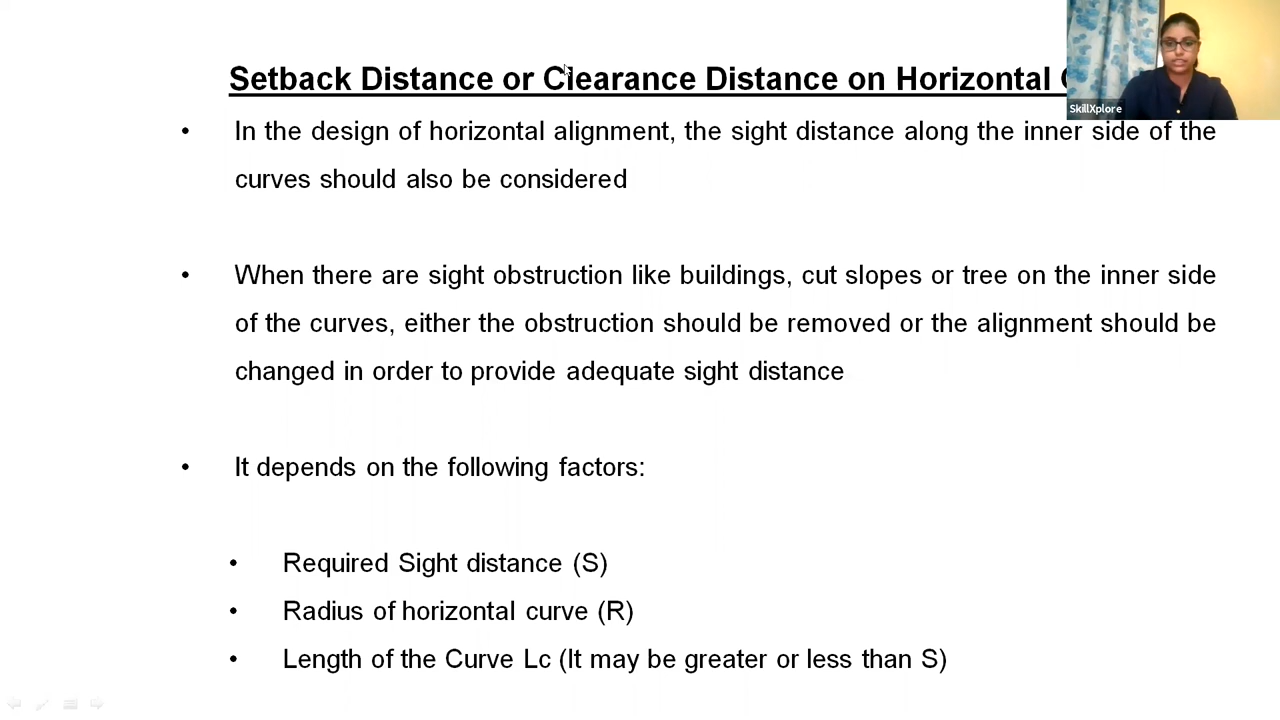 Setback Distance or Clearance Distance on Horizontal
SkillXplore
• In the design of horizontal alignment, the sight distance along the inner side of the
curves should also be considered
• When there are sight obstruction like buildings, cut slopes or tree on the inner side
of the curves, either the obstruction should be removed or the alignment should be
changed in order to provide adequate sight distance
• It depends on the following factors:
• Required Sight distance (S)
• Radius of horizontal curve (R)
• Length of the Curve Lc (It may be greater or less than S)